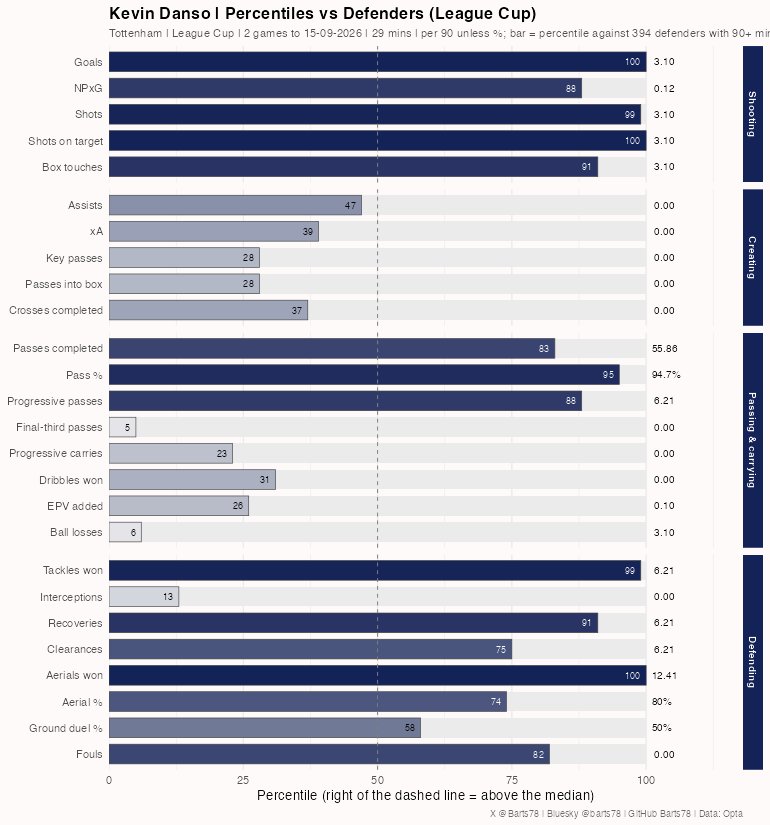 Kevin Danso | Percentiles vs Defenders (League Cup)
Tottenham | League Cup | 2 games to 15-09-2026 | 29 mins | per 90 unless %; bar = percentile against 394 defenders with 90+ min
Goals 100 3.10
NPxG 88 0.12
Shots 99 3.10
Shots on target 100 3.10
Box touches 91 3.10
Shooting
Assists 47 0.00
xA 39 0.00
Key passes 28 0.00
Passes into box 28 0.00
Crosses completed 37 0.00
Creating
Passes completed 83 55.86
Pass % 95 94.7%
Progressive passes 88 6.21
Final-third passes 5 0.00
Progressive carries 23 0.00
Dribbles won 31 0.00
EPV added 26 0.10
Ball losses 6 3.10
Passing & carrying
Tackles won 99 6.21
Interceptions 13 0.00
Recoveries 91 6.21
Clearances 75 6.21
Aerials won 100 12.41
Aerial % 74 80%
Ground duel % 58 50%
Fouls 82 0.00
Defending
0 25 50 75 100
Percentile (right of the dashed line = above the median)
X @Barts78 | Bluesky @barts78 | GitHub Barts78 | Data: Opta